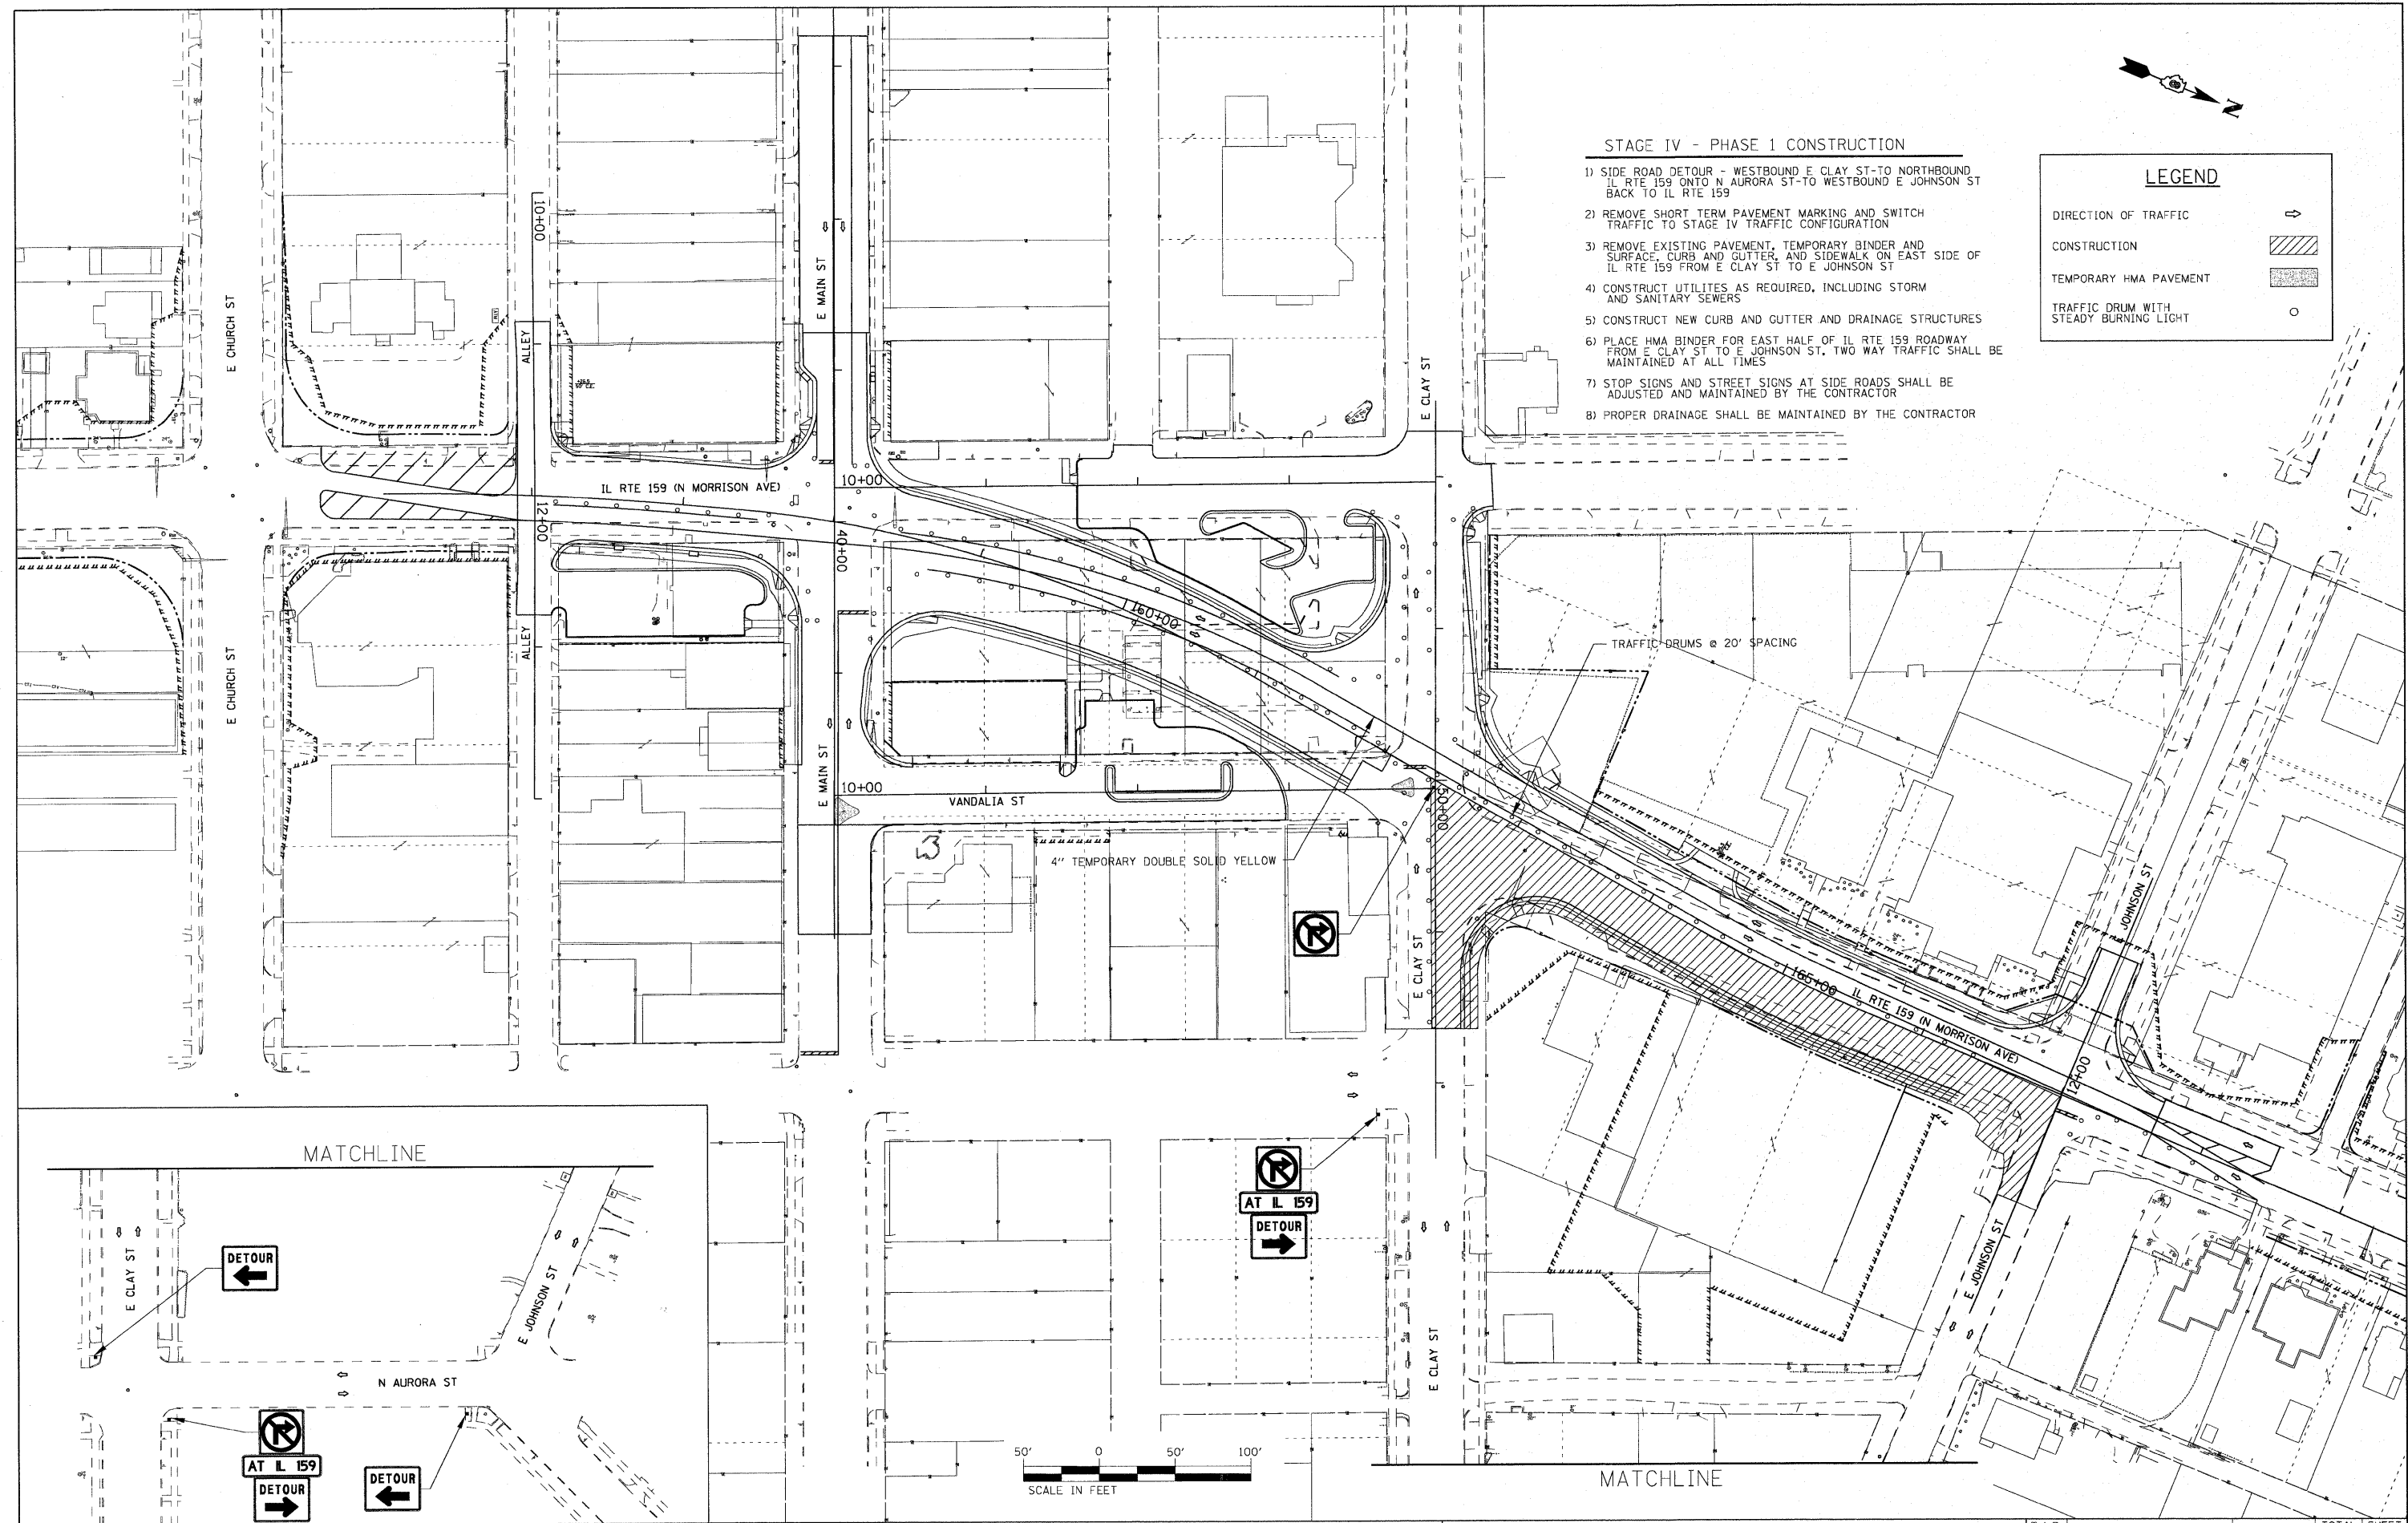 N
STAGE IV - PHASE 1 CONSTRUCTION
1) SIDE ROAD DETOUR - WESTBOUND E CLAY ST-TO NORTHBOUND
IL RTE 159 ONTO N AURORA ST-TO WESTBOUND E JOHNSON ST
BACK TO IL RTE 159
2) REMOVE SHORT TERM PAVEMENT MARKING AND SWITCH
TRAFFIC TO STAGE IV TRAFFIC CONFIGURATION
3) REMOVE EXISTING PAVEMENT, TEMPORARY BINDER AND
SURFACE, CURB AND GUTTER, AND SIDEWALK ON EAST SIDE OF
IL RTE 159 FROM E CLAY ST TO E JOHNSON ST
4) CONSTRUCT UTILITES AS REQUIRED, INCLUDING STORM
AND SANITARY SEWERS
5) CONSTRUCT NEW CURB AND GUTTER AND DRAINAGE STRUCTURES
6) PLACE HMA BINDER FOR EAST HALF OF IL RTE 159 ROADWAY
FROM E CLAY ST TO E JOHNSON ST. TWO WAY TRAFFIC SHALL BE
MAINTAINED AT ALL TIMES
7) STOP SIGNS AND STREET SIGNS AT SIDE ROADS SHALL BE
ADJUSTED AND MAINTAINED BY THE CONTRACTOR
8) PROPER DRAINAGE SHALL BE MAINTAINED BY THE CONTRACTOR
LEGEND
DIRECTION OF TRAFFIC
CONSTRUCTION
TEMPORARY HMA PAVEMENT
TRAFFIC DRUM WITH
STEADY BURNING LIGHT
E CHURCH ST
10+00
ALLEY
E MAIN ST
E CLAY ST
IL RTE 159 (N MORRISON AVE)
10+00
12+00
40+00
160+00
TRAFFIC DRUMS @ 20' SPACING
E CHURCH ST
ALLEY
E MAIN ST
10+00
VANDALIA ST
50+00
4" TEMPORARY DOUBLE SOLID YELLOW
E CLAY ST
JOHNSON ST
165+00
IL RTE 159 (N MORRISON AVE)
12+00
E JOHNSON ST
MATCHLINE
AT IL 159
DETOUR
E CLAY ST
DETOUR
E CLAY ST
E JOHNSON ST
N AURORA ST
AT IL 159
DETOUR
DETOUR
50'
0
50'
100'
SCALE IN FEET
MATCHLINE
TOTAL
SHEET